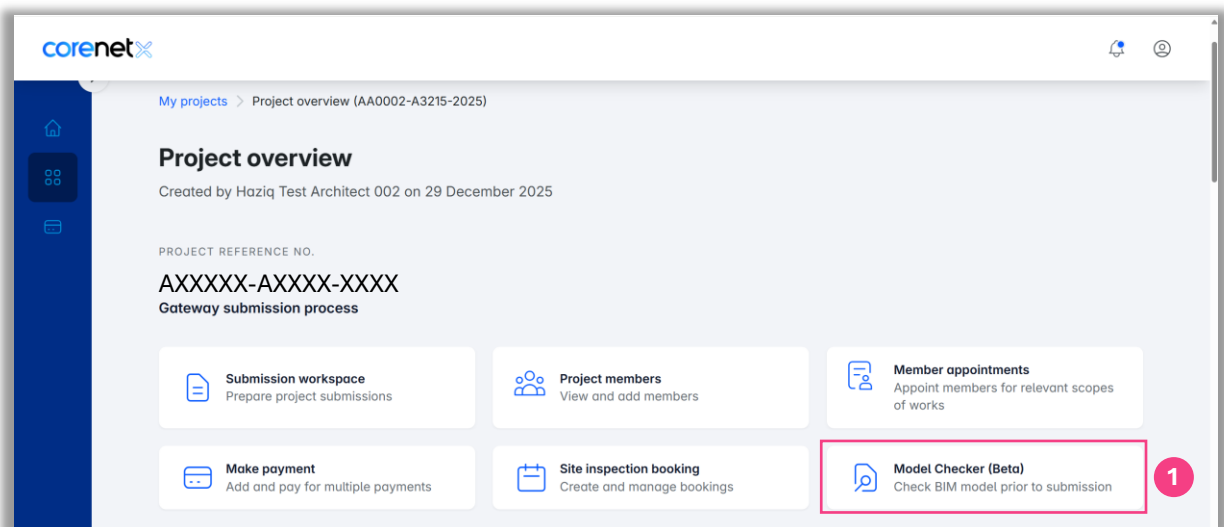 corenetx
My projects > Project overview (AA0002-A3215-2025)
Project overview
Created by Haziq Test Architect 002 on 29 December 2025
PROJECT REFERENCE NO.
AXXXXX-AXXXX-XXXX
Gateway submission process
Submission workspace
Prepare project submissions
Project members
View and add members
Member appointments
Appoint members for relevant scopes
of works
Make payment
Add and pay for multiple payments
Site inspection booking
Create and manage bookings
Model Checker (Beta)
Check BIM model prior to submission
1